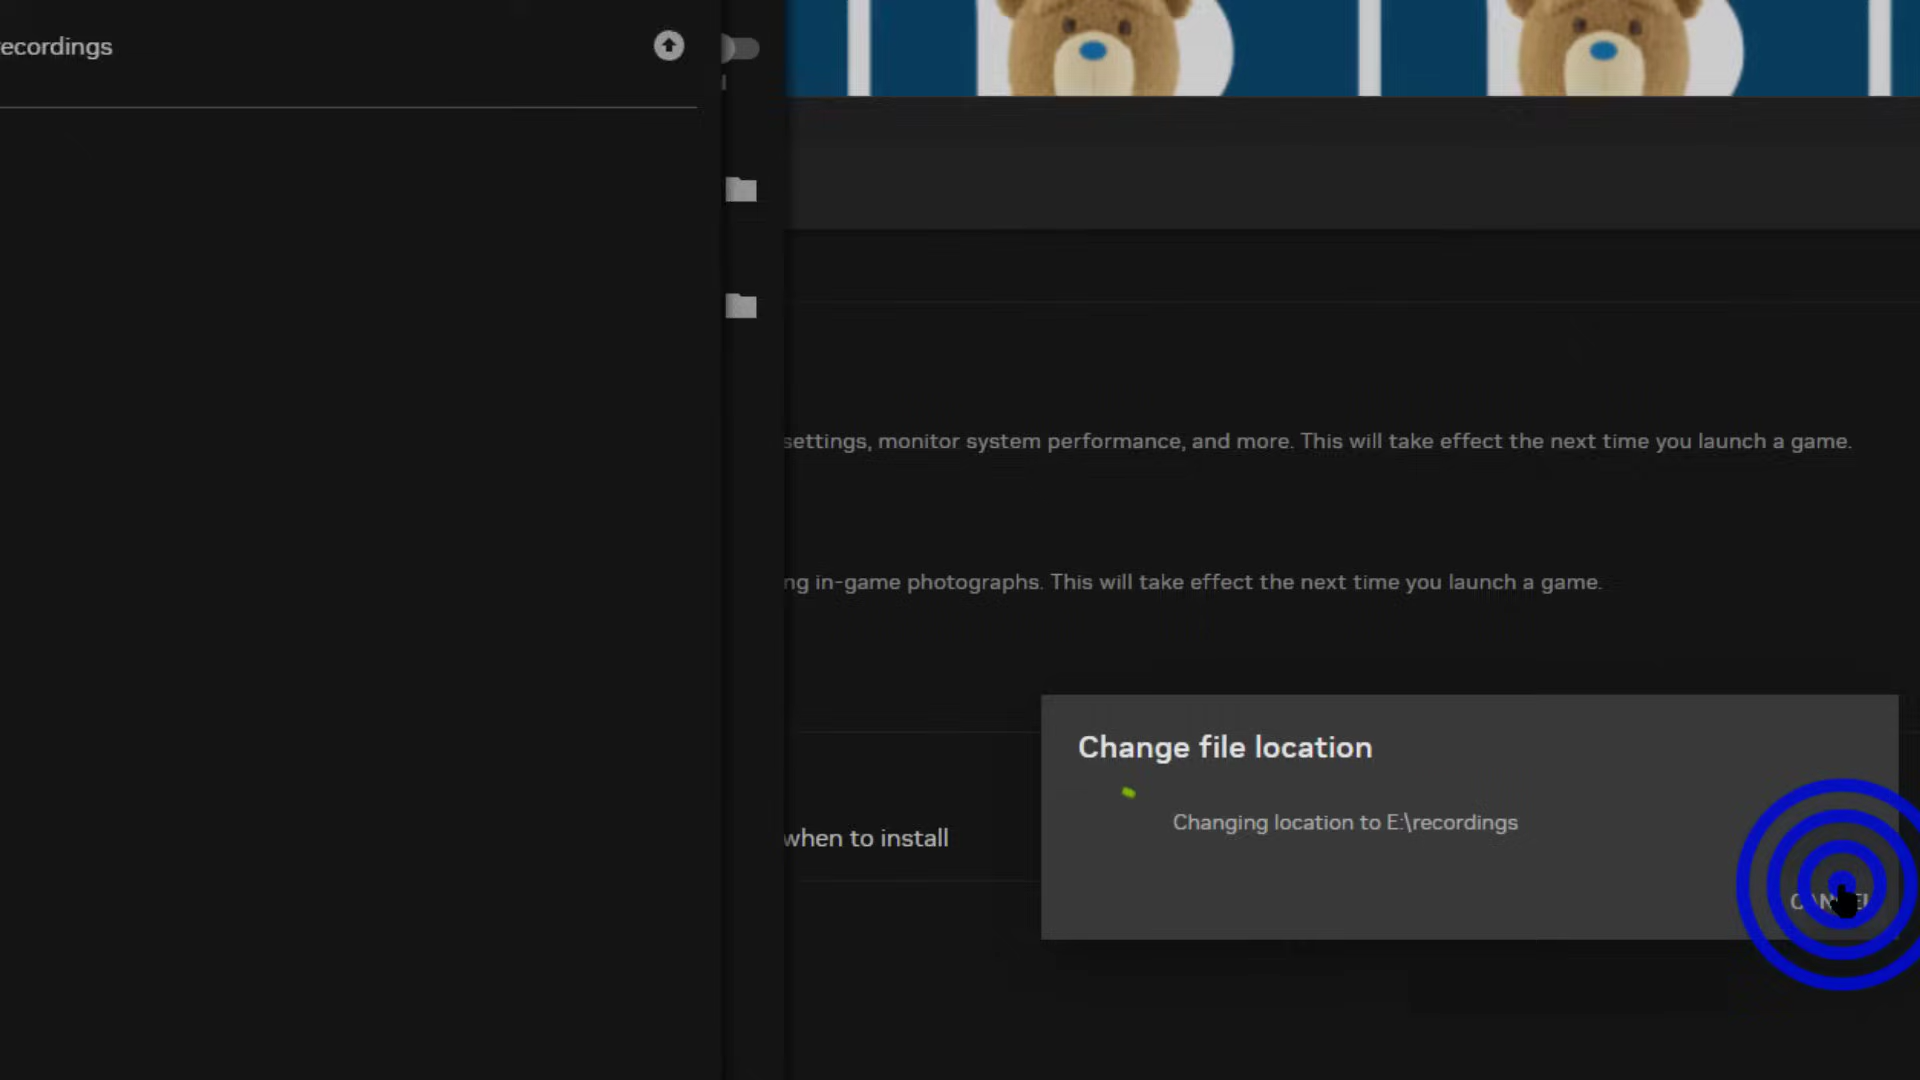 ecordings
settings, monitor system performance, and more. This will take effect the next time you launch a game.
ng in-game photographs. This will take effect the next time you launch a game.
Change file location
Changing location to E:\recordings
when to install